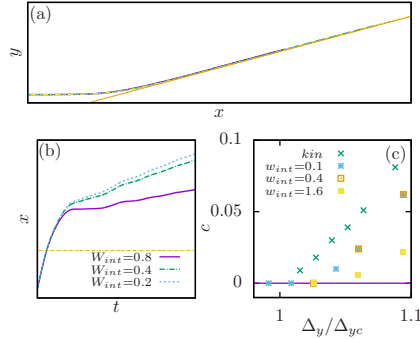 (a)
y
x
(b)
x
W_int=0.8
W_int=0.4
W_int=0.2
t
(c)
0.1
0.05
0
c
kin
w_int=0.1
w_int=0.4
w_int=1.6
1
1.1
Δ_y/Δ_yc